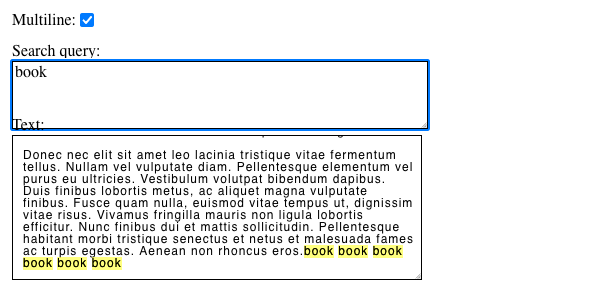 Multiline:
Search query:
book
Text:
Donec nec elit sit amet leo lacinia tristique vitae fermentum
tellus. Nullam vel vulputate diam. Pellentesque elementum vel
purus eu ultricies. Vestibulum volutpat bibendum dapibus.
Duis finibus lobortis metus, ac aliquet magna vulputate
finibus. Fusce quam nulla, euismod vitae tempus ut, dignissim
vitae risus. Vivamus fringilla mauris non ligula lobortis
efficitur. Nunc finibus dui et mattis sollicitudin. Pellentesque
habitant morbi tristique senectus et netus et malesuada fames
ac turpis egestas. Aenean non rhoncus eros.book book book
book book book